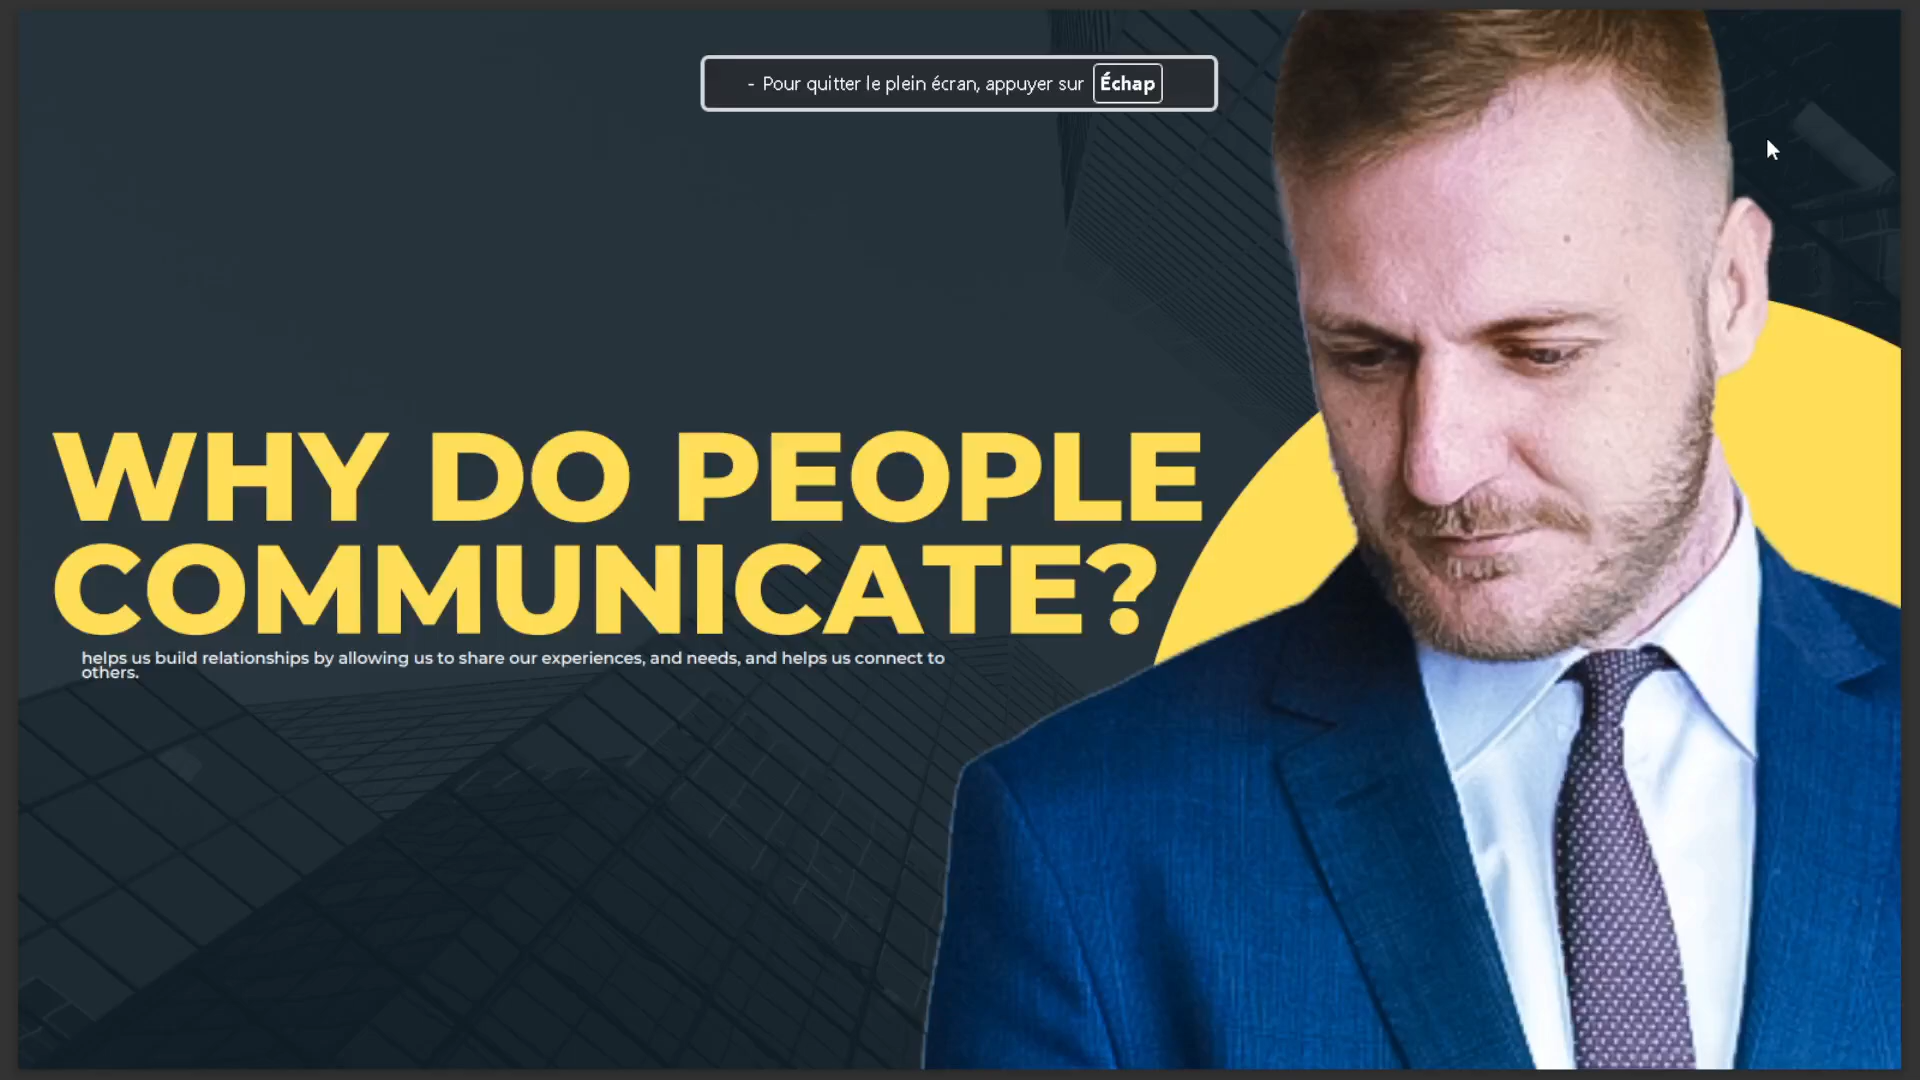 - Pour quitter le plein écran, appuyer sur Échap
WHY DO PEOPLE
COMMUNICATE?
helps us build relationships by allowing us to share our experiences, and needs, and helps us connect to
others.